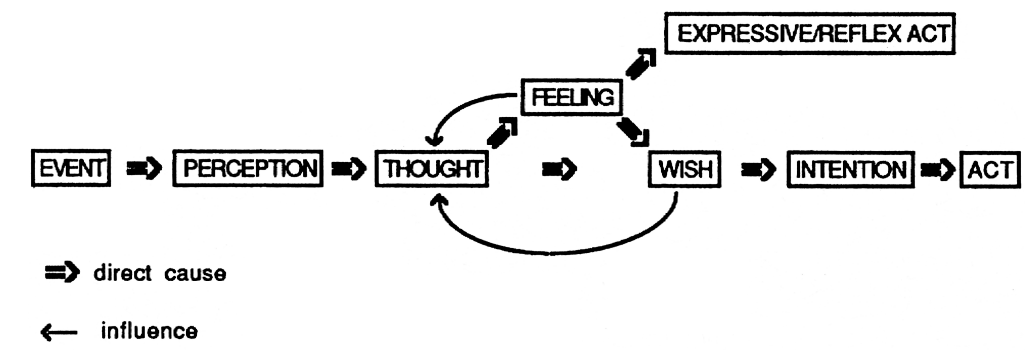 EXPRESSIVE/REFLEX ACT
FEELING
EVENT
PERCEPTION
THOUGHT
WISH
INTENTION
ACT
direct cause
influence